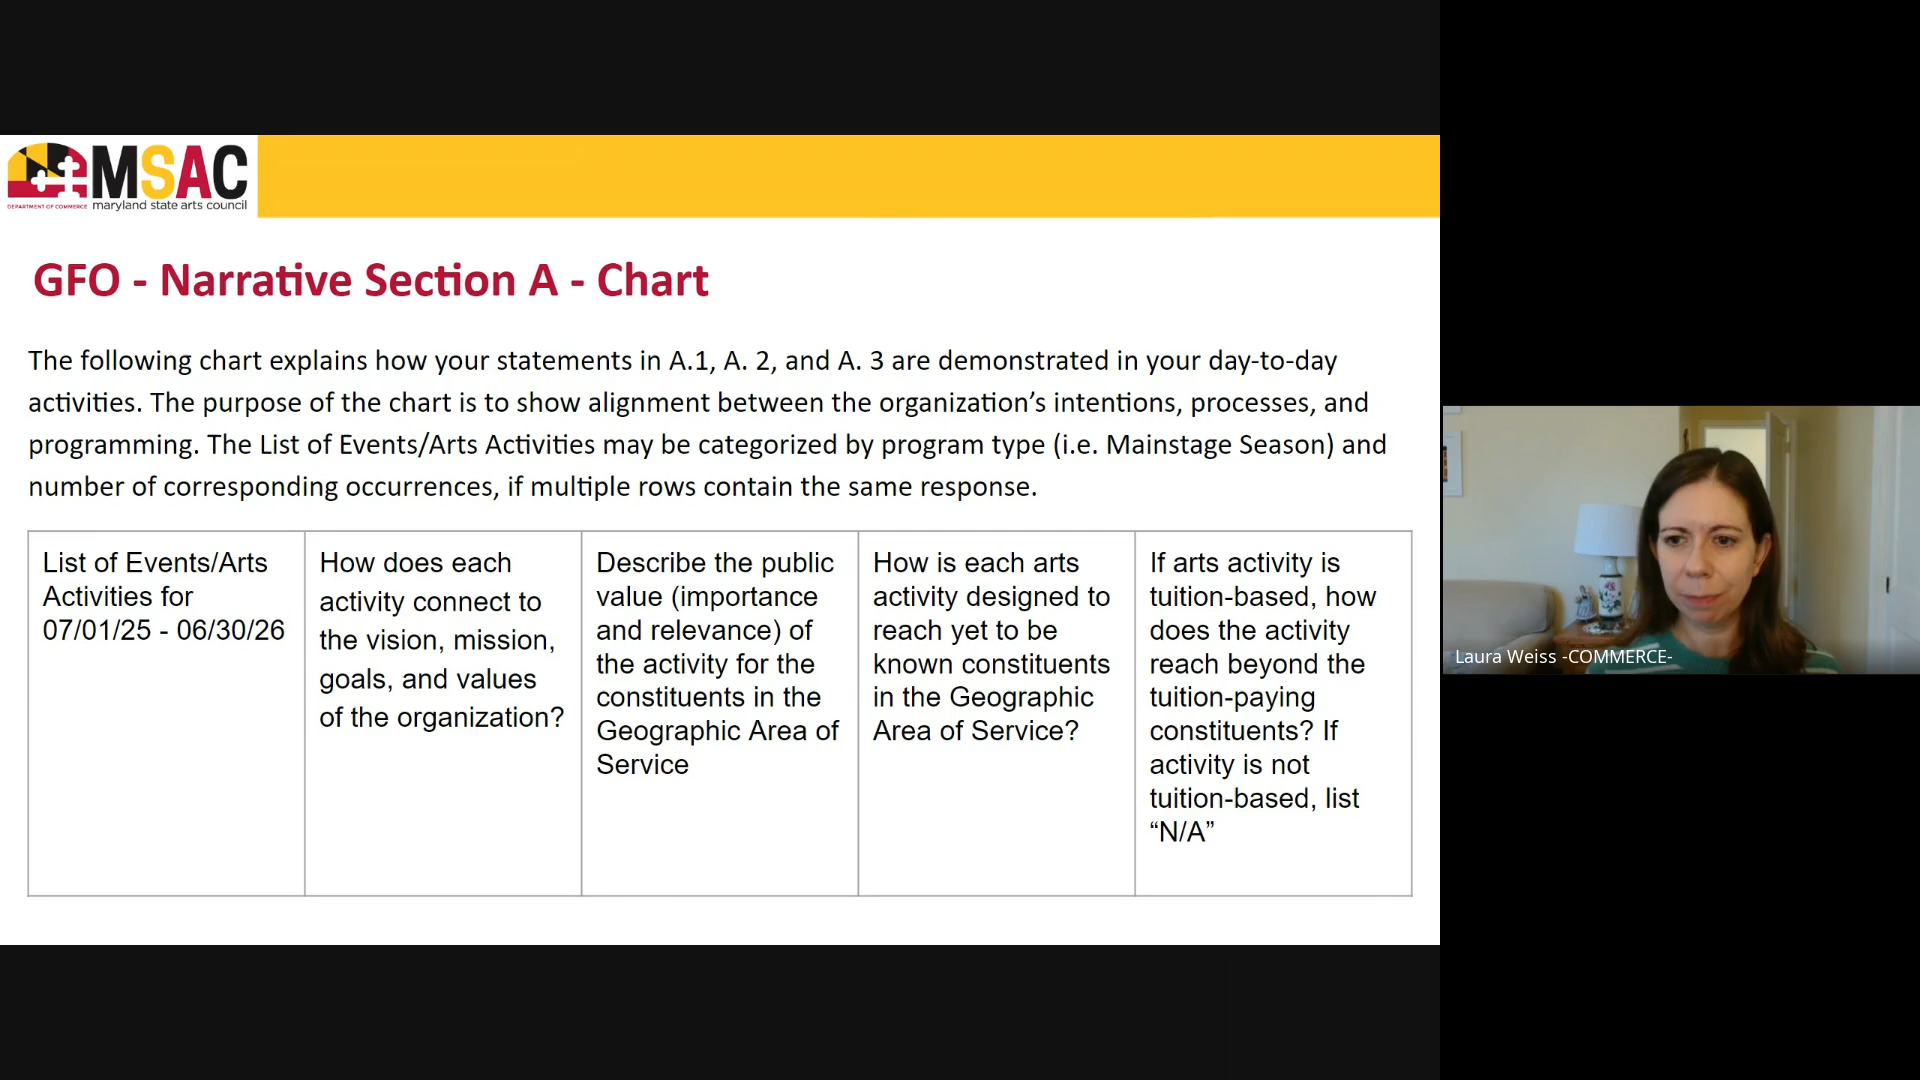 MSAC
DEPARTMENT OF COMMERCE
maryland state arts council
GFO - Narrative Section A - Chart
The following chart explains how your statements in A.1, A. 2, and A. 3 are demonstrated in your day-to-day
activities. The purpose of the chart is to show alignment between the organization’s intentions, processes, and
programming. The List of Events/Arts Activities may be categorized by program type (i.e. Mainstage Season) and
number of corresponding occurrences, if multiple rows contain the same response.
List of Events/Arts
Activities for
07/01/25 - 06/30/26
How does each
activity connect to
the vision, mission,
goals, and values
of the organization?
Describe the public
value (importance
and relevance) of
the activity for the
constituents in the
Geographic Area of
Service
How is each arts
activity designed to
reach yet to be
known constituents
in the Geographic
Area of Service?
If arts activity is
tuition-based, how
does the activity
reach beyond the
tuition-paying
constituents? If
activity is not
tuition-based, list
“N/A”
Laura Weiss -COMMERCE-